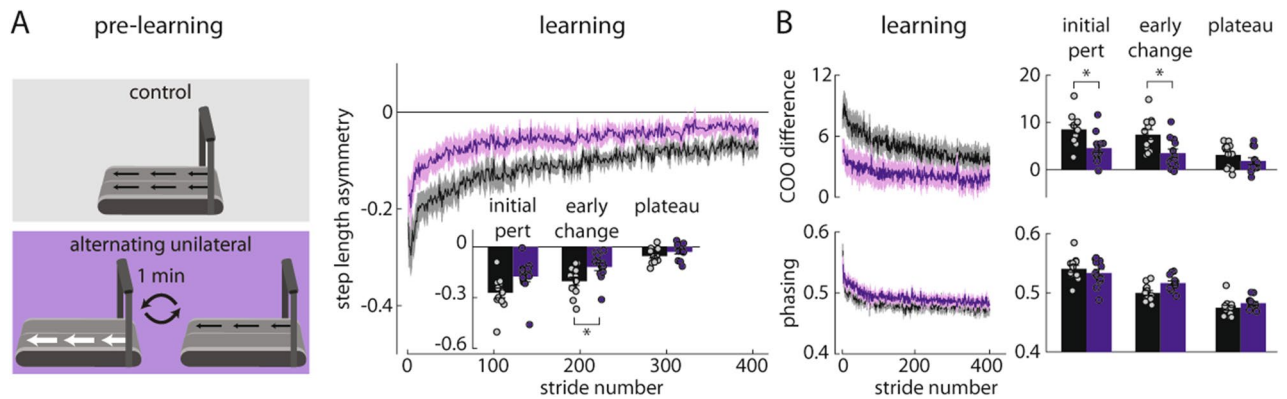 A
pre-learning
control
alternating unilateral
1 min
learning
step length asymmetry
0
-0.2
-0.4
0
100
200
300
400
stride number
initial
pert
early
change
plateau
0
-0.3
-0.6
*
B
learning
COO difference
12
6
0
phasing
0.6
0.5
0.4
0
200
400
stride number
initial
pert
early
change
plateau
*
*
20
10
0
0.6
0.5
0.4